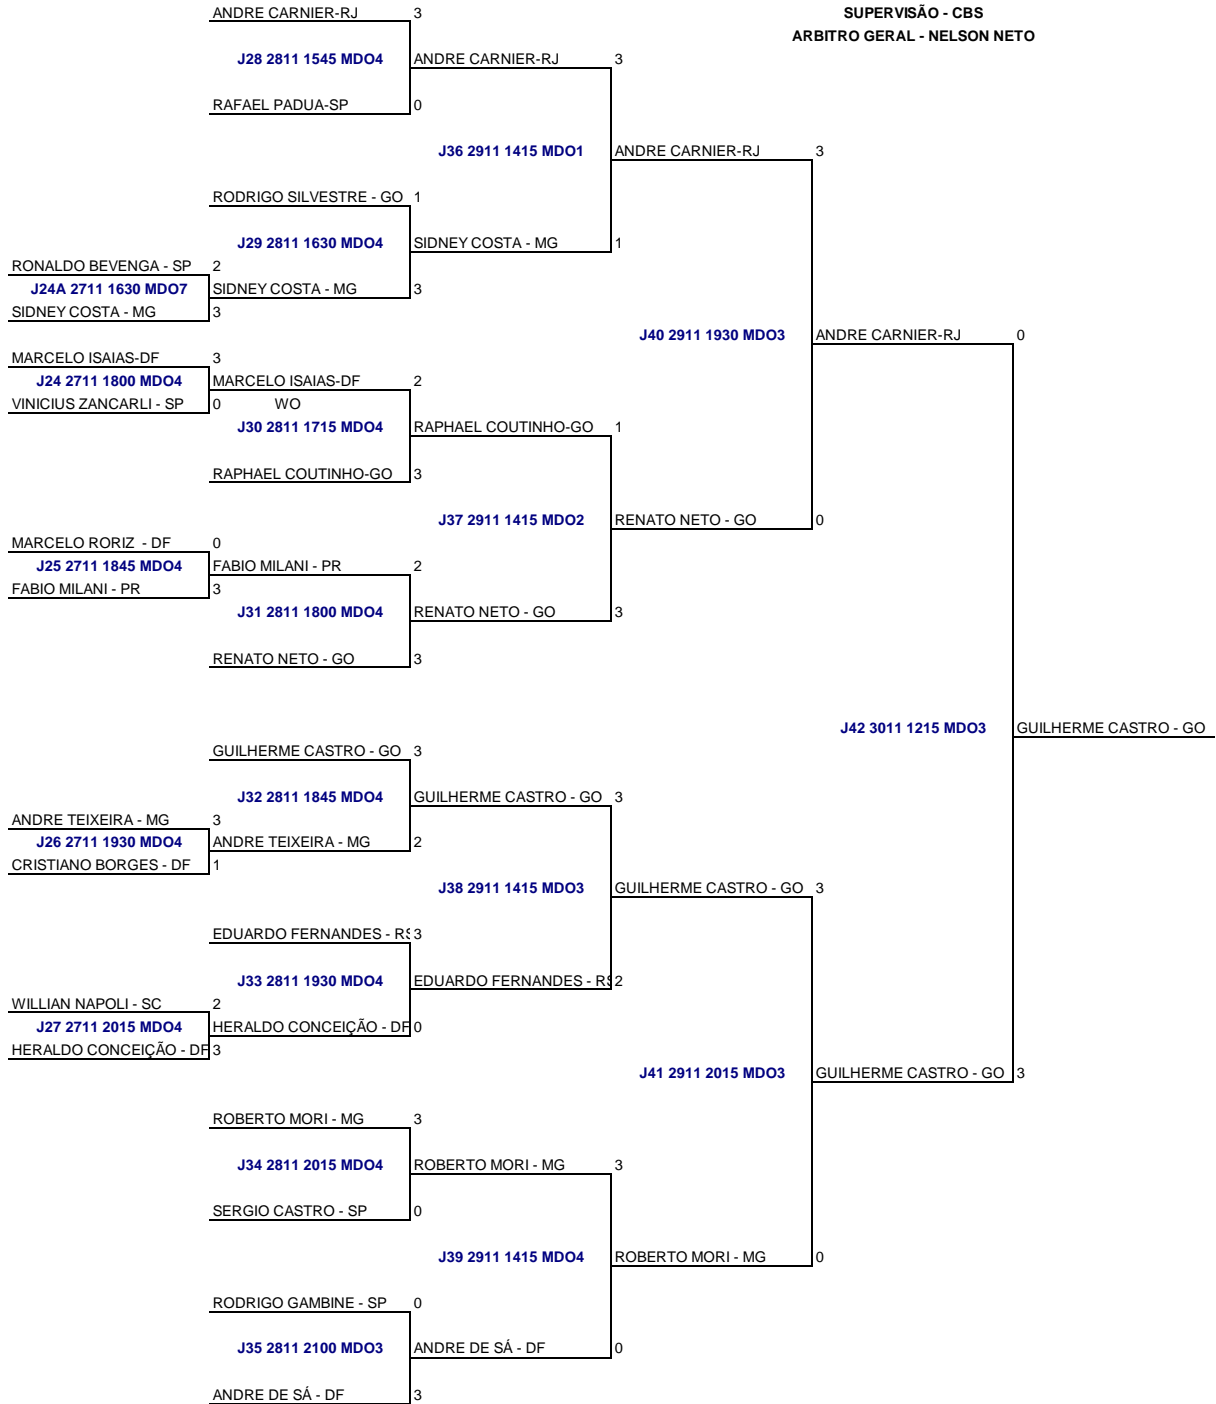 ANDRE CARNIER-RJ 3
SUPERVISÃO - CBS
ARBITRO GERAL - NELSON NETO
J28 2811 1545 MDO4 ANDRE CARNIER-RJ 3
RAFAEL PADUA-SP 0
J36 2911 1415 MDO1 ANDRE CARNIER-RJ 3
RODRIGO SILVESTRE - GO 1
J29 2811 1630 MDO4 SIDNEY COSTA - MG 1
RONALDO BEVENGA - SP 2
J24A 2711 1630 MDO7 SIDNEY COSTA - MG 3
SIDNEY COSTA - MG 3
J40 2911 1930 MDO3 ANDRE CARNIER-RJ 0
MARCELO ISAIAS-DF 3
J24 2711 1800 MDO4 MARCELO ISAIAS-DF 2
VINICIUS ZANCARLI - SP 0 WO
J30 2811 1715 MDO4 RAPHAEL COUTINHO-GO 1
RAPHAEL COUTINHO-GO 3
J37 2911 1415 MDO2 RENATO NETO - GO 0
MARCELO RORIZ - DF 0
J25 2711 1845 MDO4 FABIO MILANI - PR 2
FABIO MILANI - PR 3
J31 2811 1800 MDO4 RENATO NETO - GO 3
RENATO NETO - GO 3
J42 3011 1215 MDO3 GUILHERME CASTRO - GO
GUILHERME CASTRO - GO 3
J32 2811 1845 MDO4 GUILHERME CASTRO - GO 3
ANDRE TEIXEIRA - MG 3
J26 2711 1930 MDO4 ANDRE TEIXEIRA - MG 2
CRISTIANO BORGES - DF 1
J38 2911 1415 MDO3 GUILHERME CASTRO - GO 3
EDUARDO FERNANDES - RS 3
J33 2811 1930 MDO4 EDUARDO FERNANDES - RS 2
WILLIAN NAPOLI - SC 2
J27 2711 2015 MDO4 HERALDO CONCEIÇÃO - DF 0
HERALDO CONCEIÇÃO - DF 3
J41 2911 2015 MDO3 GUILHERME CASTRO - GO 3
ROBERTO MORI - MG 3
J34 2811 2015 MDO4 ROBERTO MORI - MG 3
SERGIO CASTRO - SP 0
J39 2911 1415 MDO4 ROBERTO MORI - MG 0
RODRIGO GAMBINE - SP 0
J35 2811 2100 MDO3 ANDRE DE SÁ - DF 0
ANDRE DE SÁ - DF 3